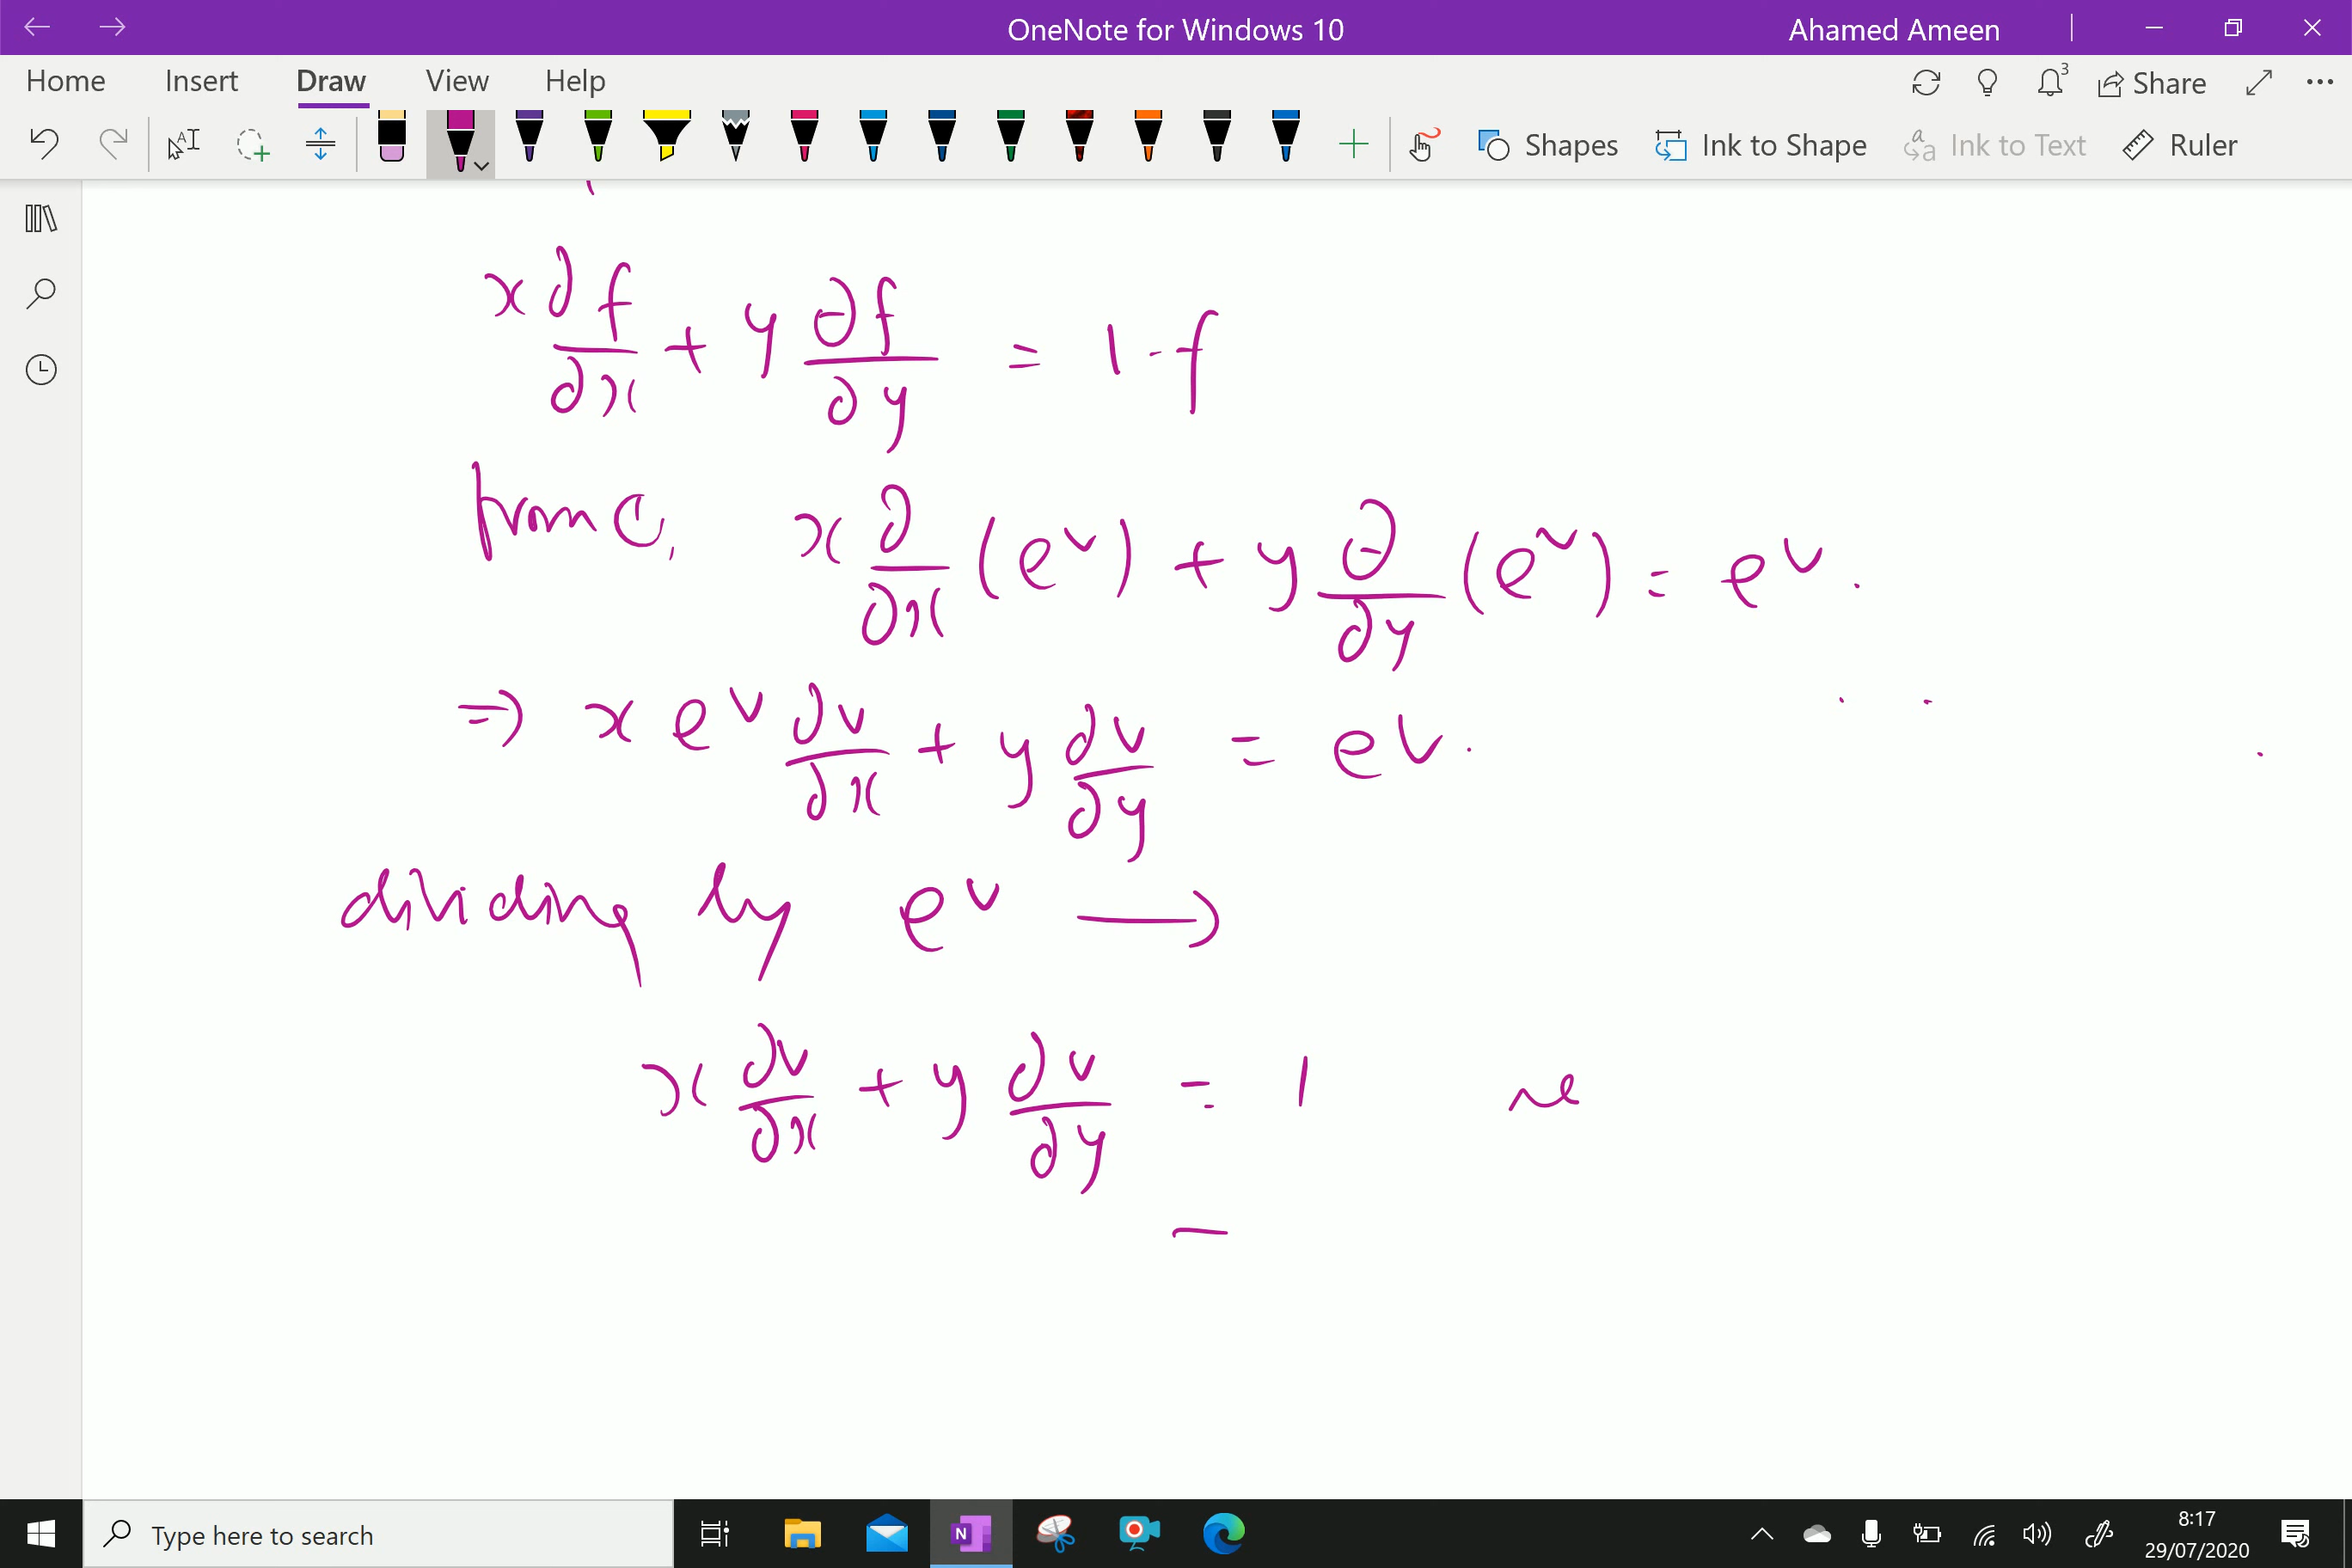 OneNote for Windows 10 Ahamed Ameen
Home Insert Draw View Help 3 Share
Shapes Ink to Shape Ink to Text Ruler
x ∂f/∂x + y ∂f/∂y = 1·f
from ①, x ∂/∂x (e^v) + y ∂/∂y (e^v) = e^v.
⇒ x e^v ∂v/∂x + y ∂v/∂y = e^v.
dividing by e^v ⟶
x ∂v/∂x + y ∂v/∂y = 1
Type here to search
8:17
29/07/2020